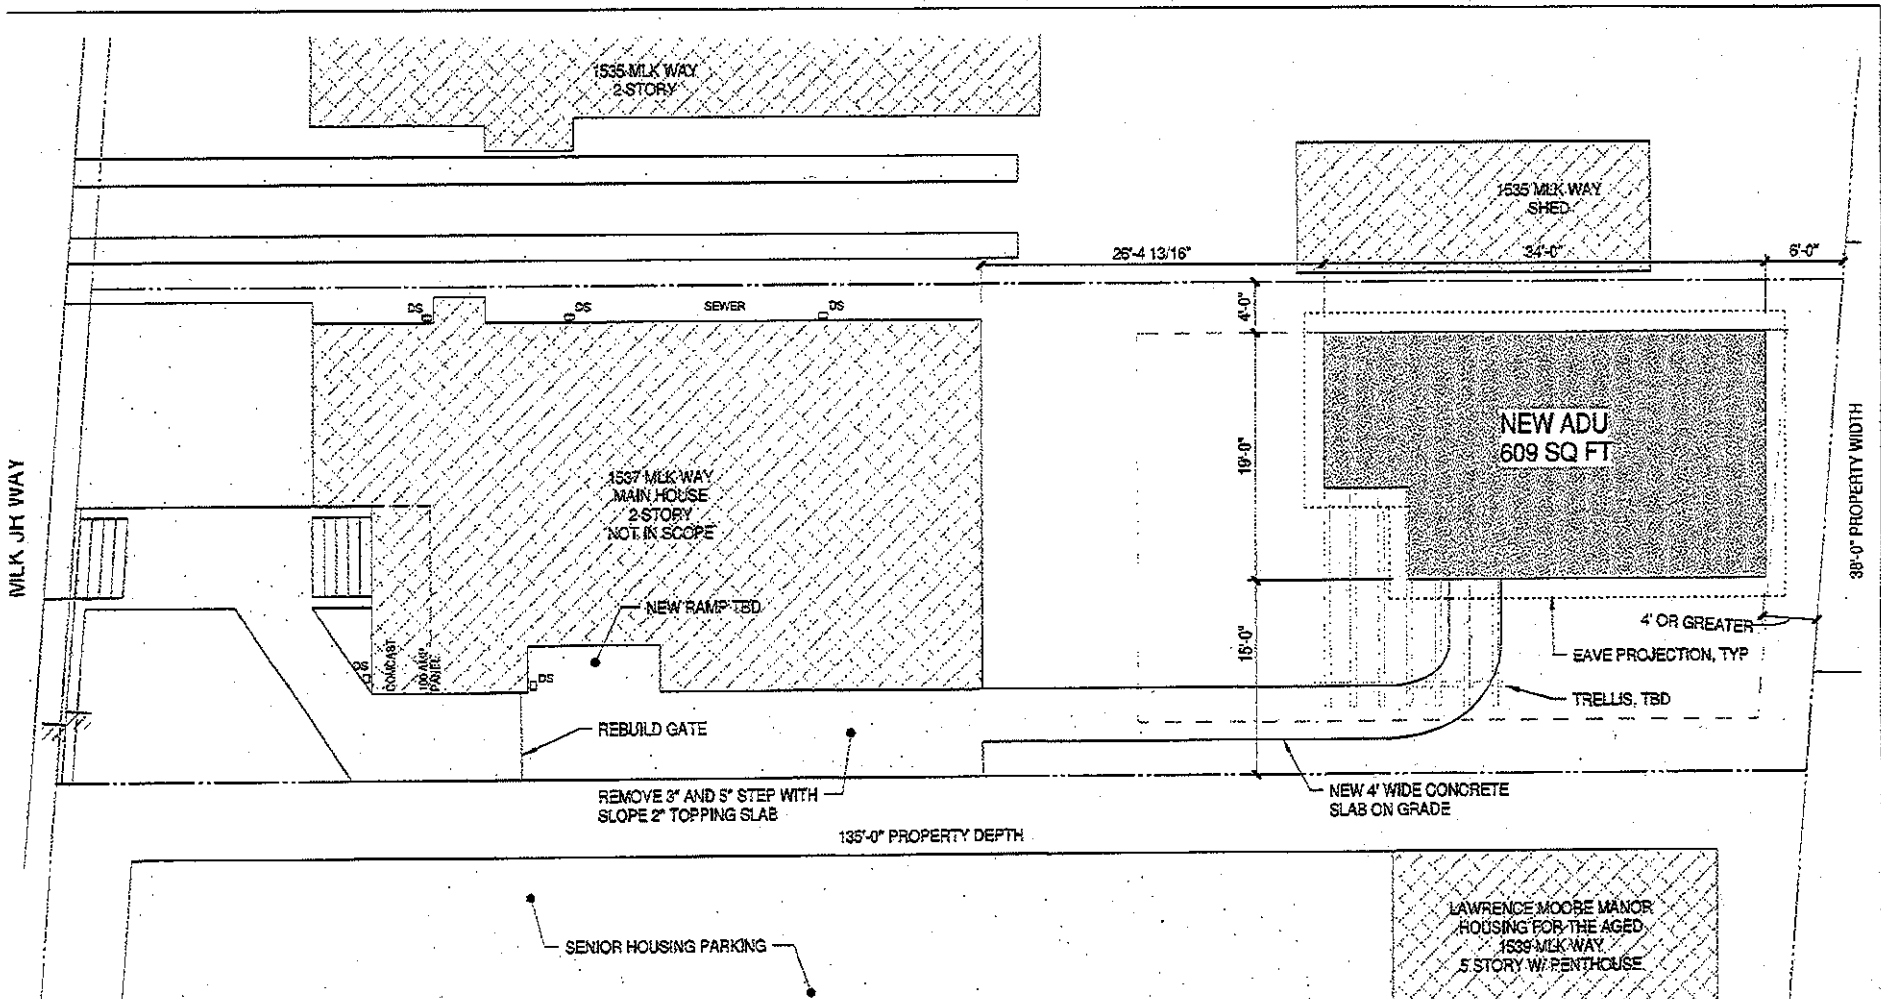 1535 MLK WAY
2-STORY
1535 MLK WAY
SHED
26'-4 13/16"
34'-0"
6'-0"
DS
DS
SEWER
DS
4'-0"
NEW ADU
609 SQ FT
19'-0"
38'-0" PROPERTY WIDTH
MLK JR WAY
1537 MLK WAY
MAIN HOUSE
2-STORY
NOT IN SCOPE
NEW RAMP TBD
15'-0"
4' OR GREATER
EAVE PROJECTION, TYP
TRELLIS, TBD
DS
COMCAST
100 AMP
PANEL
DS
REBUILD GATE
REMOVE 3" AND 5" STEP WITH
SLOPE 2" TOPPING SLAB
NEW 4' WIDE CONCRETE
SLAB ON GRADE
135'-0" PROPERTY DEPTH
SENIOR HOUSING PARKING
LAWRENCE MOORE MANOR
HOUSING FOR THE AGED
1539 MLK WAY
5 STORY W/ PENTHOUSE